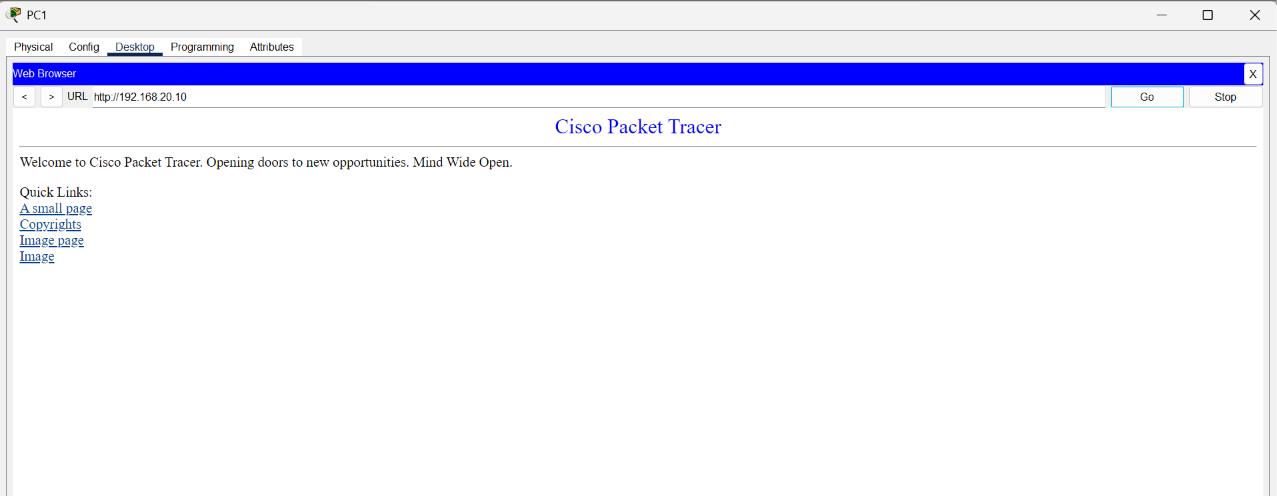 PC1
Physical Config Desktop Programming Attributes
Web Browser X
< > URL http://192.168.20.10 Go Stop
Cisco Packet Tracer
Welcome to Cisco Packet Tracer. Opening doors to new opportunities. Mind Wide Open.
Quick Links:
A small page
Copyrights
Image page
Image